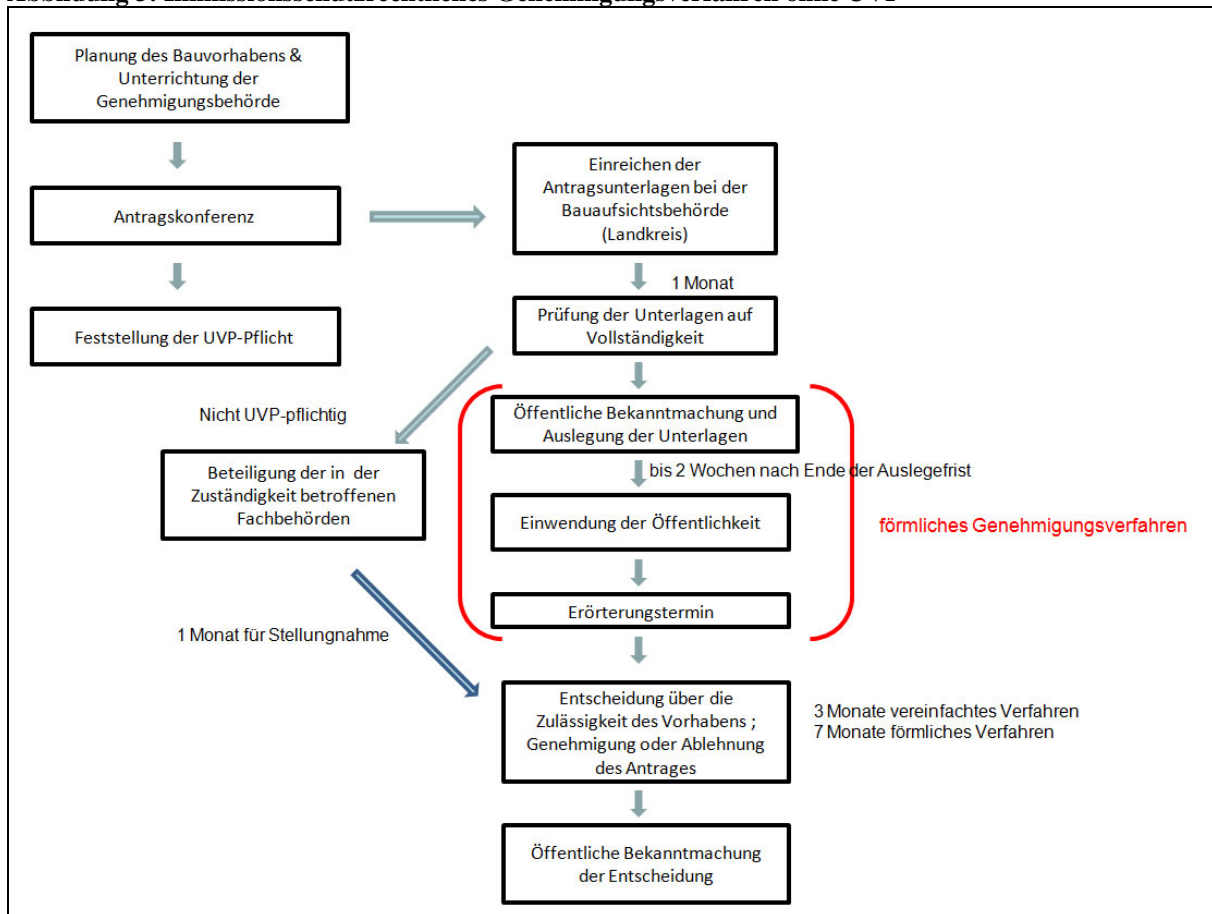 Planung des Bauvorhabens &
Unterrichtung der
Genehmigungsbehörde
Antragskonferenz
Feststellung der UVP-Pflicht
Einreichen der
Antragsunterlagen bei der
Bauaufsichtsbehörde
(Landkreis)
1 Monat
Prüfung der Unterlagen auf
Vollständigkeit
Nicht UVP-pflichtig
Beteiligung der in der
Zuständigkeit betroffenen
Fachbehörden
1 Monat für Stellungnahme
Öffentliche Bekanntmachung und
Auslegung der Unterlagen
bis 2 Wochen nach Ende der Auslegefrist
Einwendung der Öffentlichkeit
Erörterungstermin
förmliches Genehmigungsverfahren
Entscheidung über die
Zulässigkeit des Vorhabens ;
Genehmigung oder Ablehnung
des Antrages
3 Monate vereinfachtes Verfahren
7 Monate förmliches Verfahren
Öffentliche Bekanntmachung
der Entscheidung